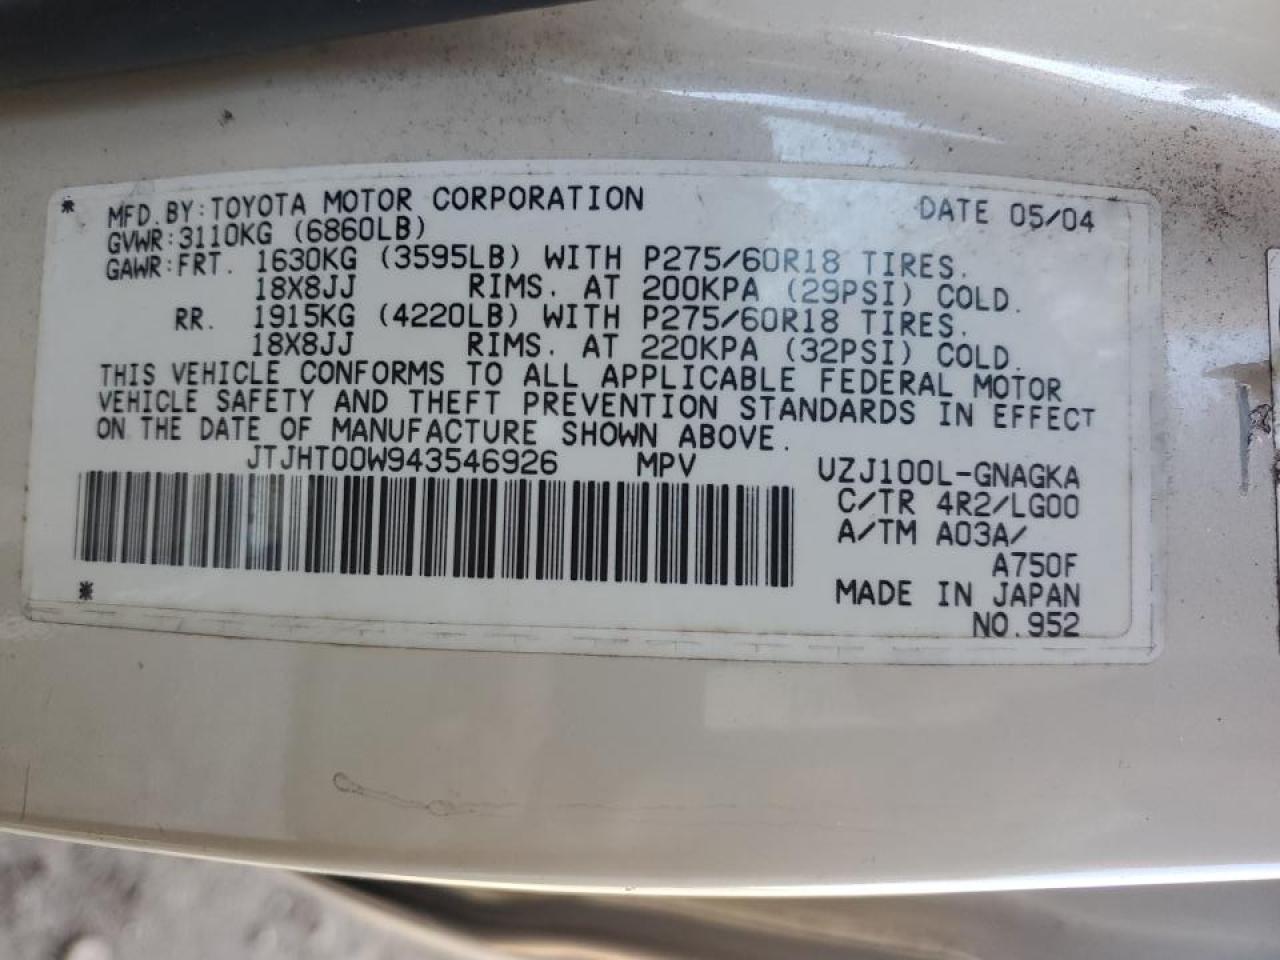 * MFD. BY: TOYOTA MOTOR CORPORATION DATE 05/04
GVWR: 3110KG (6860LB)
GAWR: FRT. 1630KG (3595LB) WITH P275/60R18 TIRES.
18X8JJ RIMS. AT 200KPA (29PSI) COLD.
RR. 1915KG (4220LB) WITH P275/60R18 TIRES.
18X8JJ RIMS. AT 220KPA (32PSI) COLD.
THIS VEHICLE CONFORMS TO ALL APPLICABLE FEDERAL MOTOR
VEHICLE SAFETY AND THEFT PREVENTION STANDARDS IN EFFECT
ON THE DATE OF MANUFACTURE SHOWN ABOVE.
JTJHT00W943546926 MPV UZJ100L-GNAGKA
C/TR 4R2/LG00
A/TM A03A/
A750F
* MADE IN JAPAN
NO.952